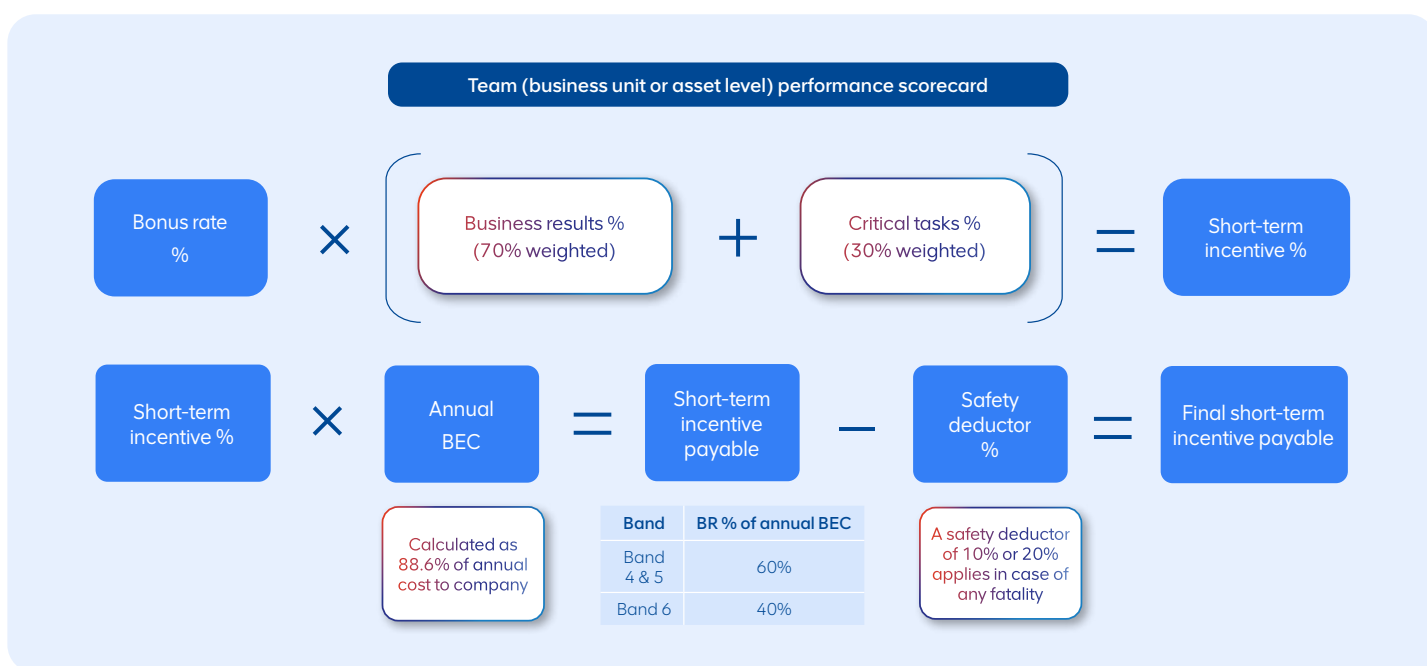 Team (business unit or asset level) performance scorecard
Bonus rate
%
×
Business results %
(70% weighted)
+
Critical tasks %
(30% weighted)
=
Short-term
incentive %
Short-term
incentive %
×
Annual
BEC
=
Short-term
incentive
payable
−
Safety
deductor
%
=
Final short-term
incentive payable
Calculated as
88.6% of annual
cost to company
Band BR % of annual BEC
Band
4 & 5
60%
Band 6 40%
A safety deductor
of 10% or 20%
applies in case of
any fatality